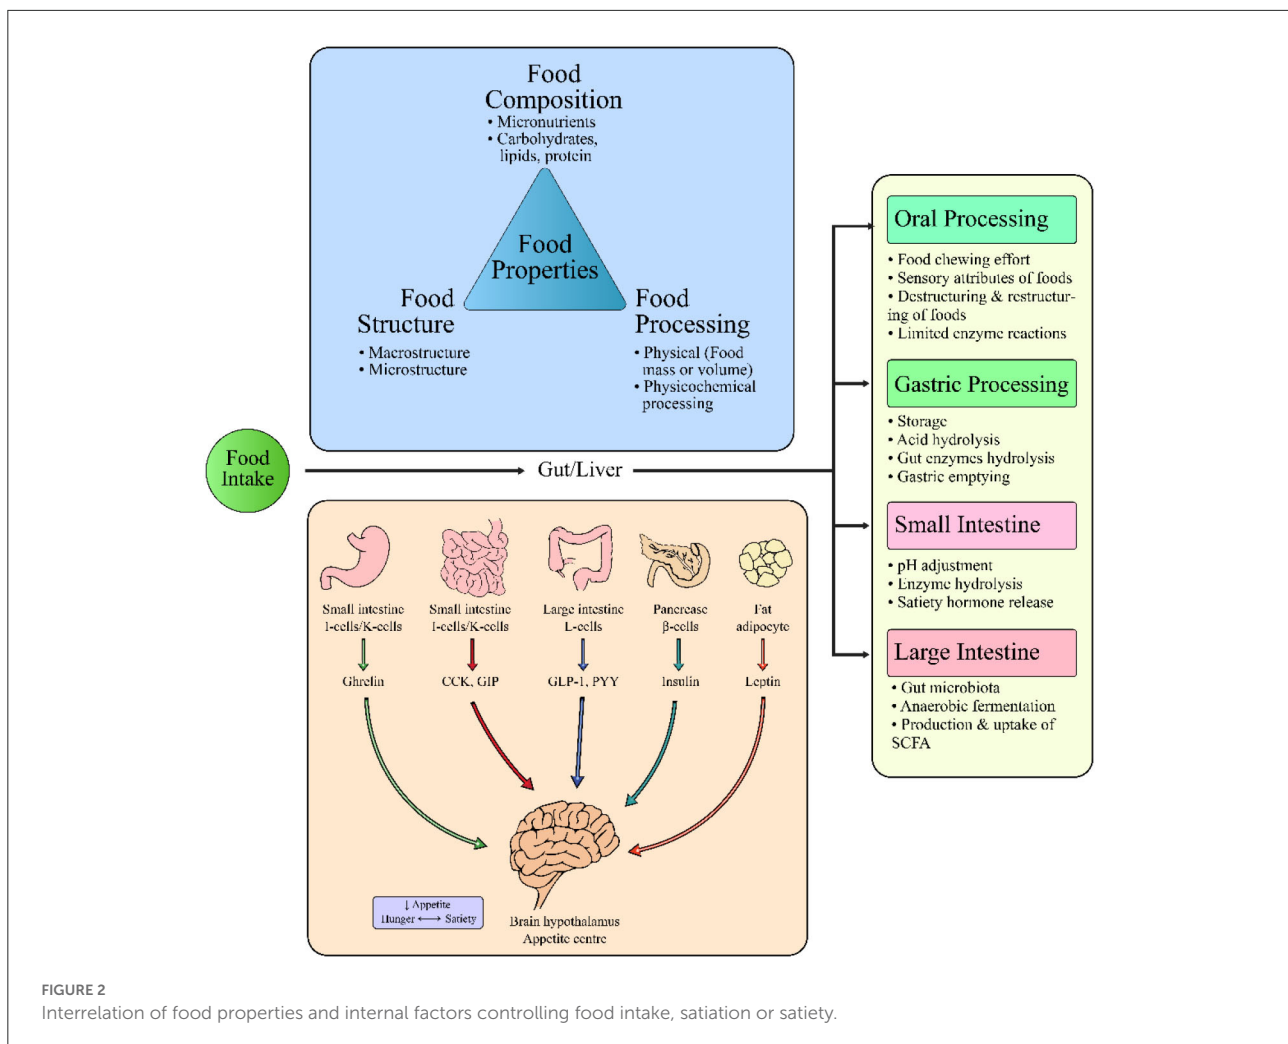 Food
Composition
• Micronutrients
• Carbohydrates,
lipids, protein
Food
Properties
Food
Structure
• Macrostructure
• Microstructure
Food
Processing
• Physical (Food
mass or volume)
• Physicochemical
processing
Food
Intake
Gut/Liver
Oral Processing
• Food chewing effort
• Sensory attributes of foods
• Destructuring & restructur-
ing of foods
• Limited enzyme reactions
Gastric Processing
• Storage
• Acid hydrolysis
• Gut enzymes hydrolysis
• Gastric emptying
Small Intestine
• pH adjustment
• Enzyme hydrolysis
• Satiety hormone release
Large Intestine
• Gut microbiota
• Anaerobic fermentation
• Production & uptake of
SCFA
Small intestine
I-cells/K-cells
Ghrelin
Small intestine
I-cells/K-cells
CCK, GIP
Large intestine
L-cells
GLP-1, PYY
Pancrease
β-cells
Insulin
Fat
adipocyte
Leptin
↓ Appetite
Hunger ⟷ Satiety
Brain hypothalamus
Appetite centre
FIGURE 2
Interrelation of food properties and internal factors controlling food intake, satiation or satiety.